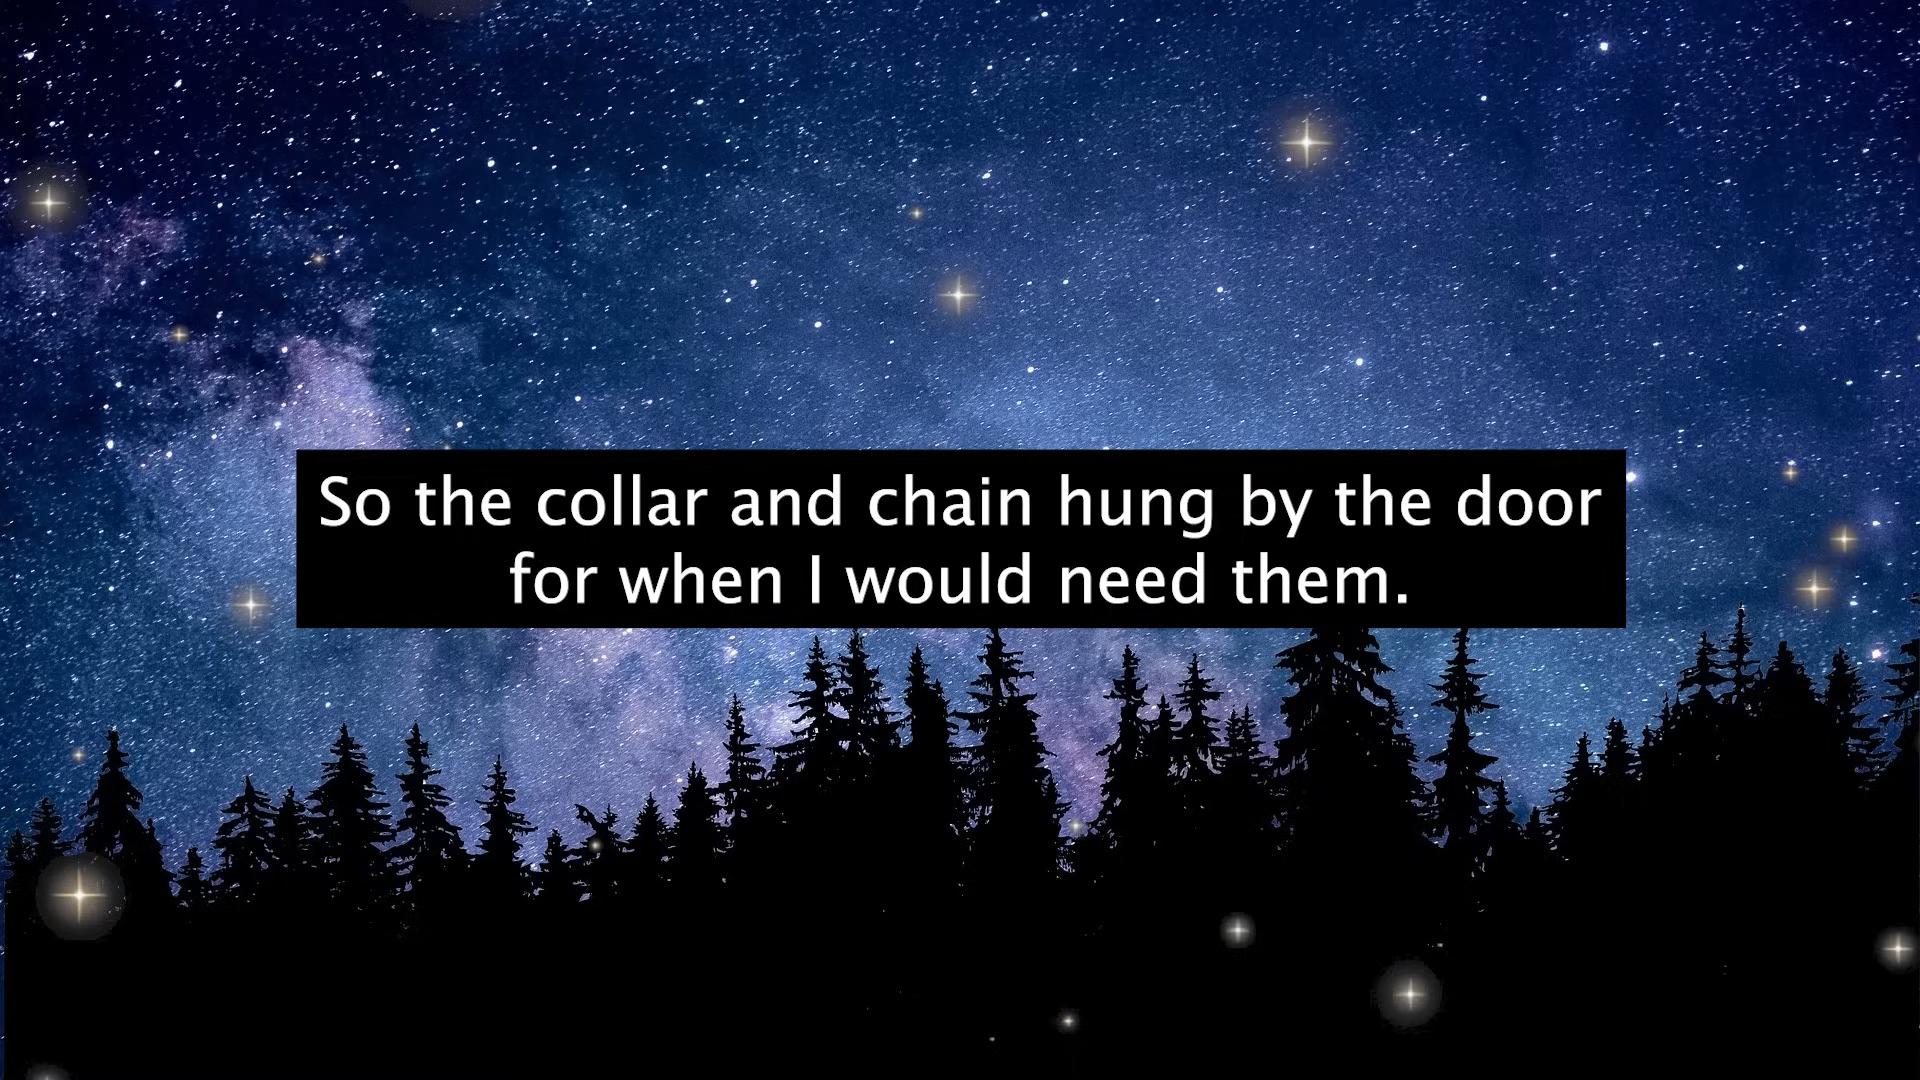 So the collar and chain hung by the door
for when I would need them.